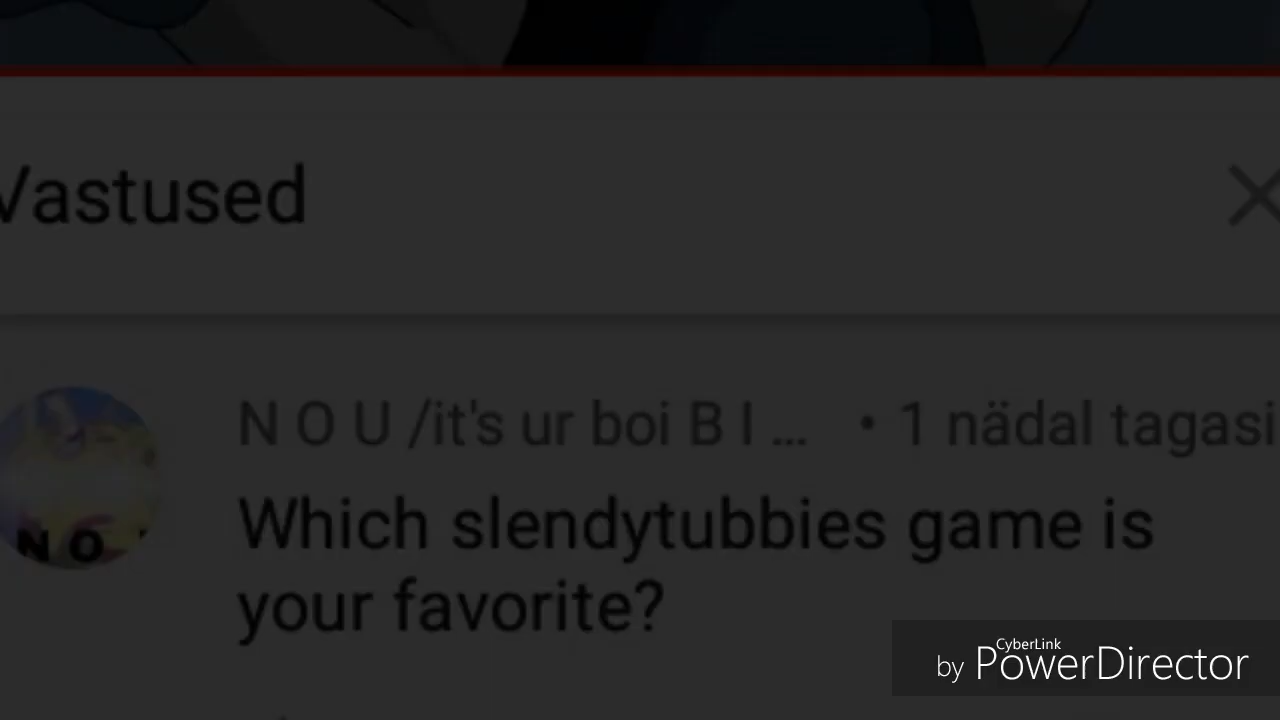 Vastused
N O U /it's ur boi B I ... • 1 nädal tagasi
Which slendytubbies game is
your favorite?
N O
CyberLink
by PowerDirector